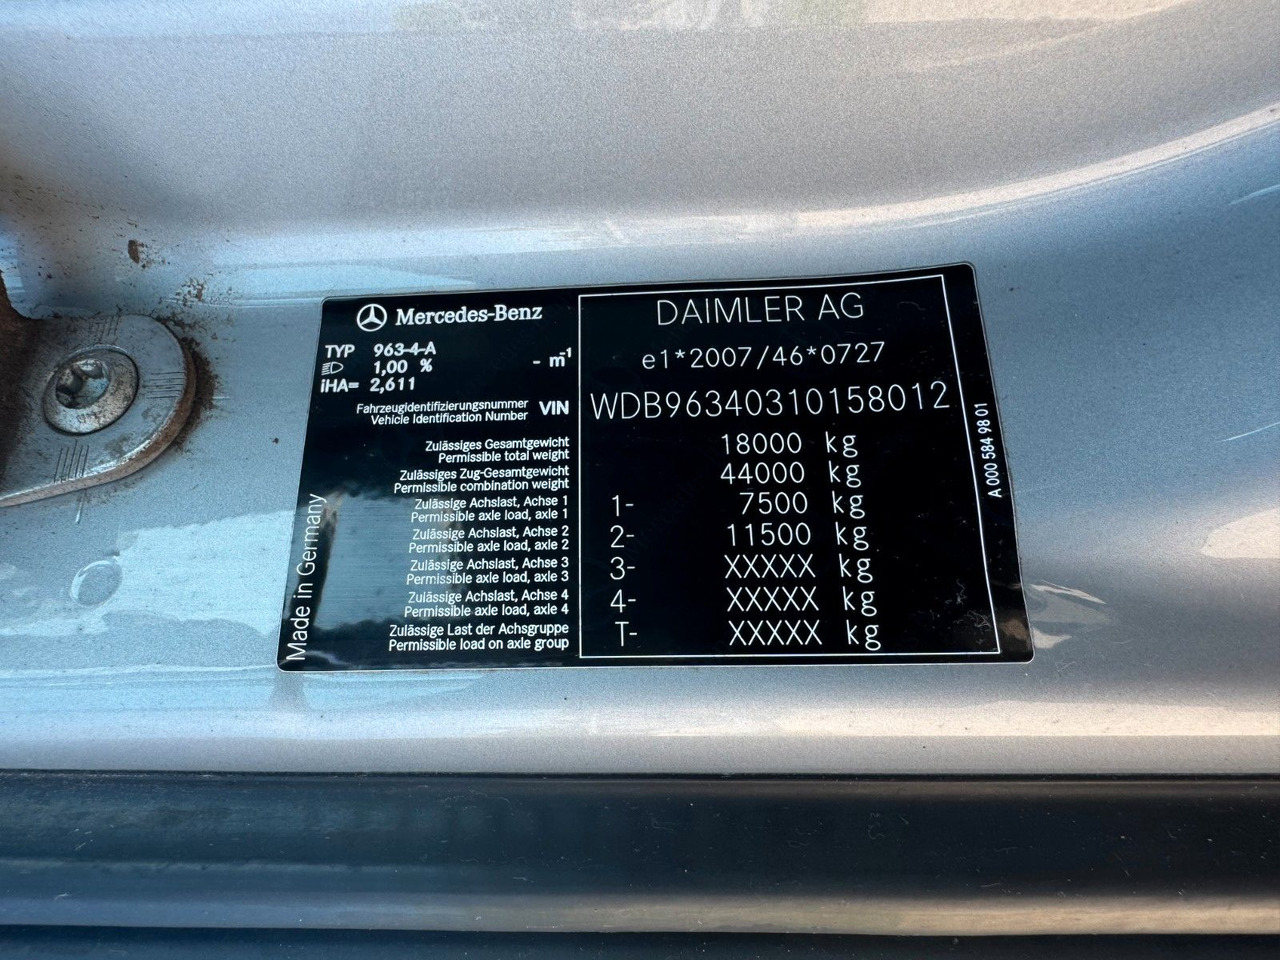 Mercedes-Benz
TYP 963-4-A
1,00 % - m⁻¹
iHA= 2,611
Fahrzeugidentifizierungsnummer
Vehicle Identification Number VIN
Zulässiges Gesamtgewicht
Permissible total weight
Zulässiges Zug-Gesamtgewicht
Permissible combination weight
Zulässige Achslast, Achse 1
Permissible axle load, axle 1
Zulässige Achslast, Achse 2
Permissible axle load, axle 2
Zulässige Achslast, Achse 3
Permissible axle load, axle 3
Zulässige Achslast, Achse 4
Permissible axle load, axle 4
Zulässige Last der Achsgruppe
Permissible load on axle group
Made in Germany
DAIMLER AG
e1*2007/46*0727
WDB96340310158012
18000 kg
44000 kg
1- 7500 kg
2- 11500 kg
3- XXXXX kg
4- XXXXX kg
T- XXXXX kg
A 000 584 98 01